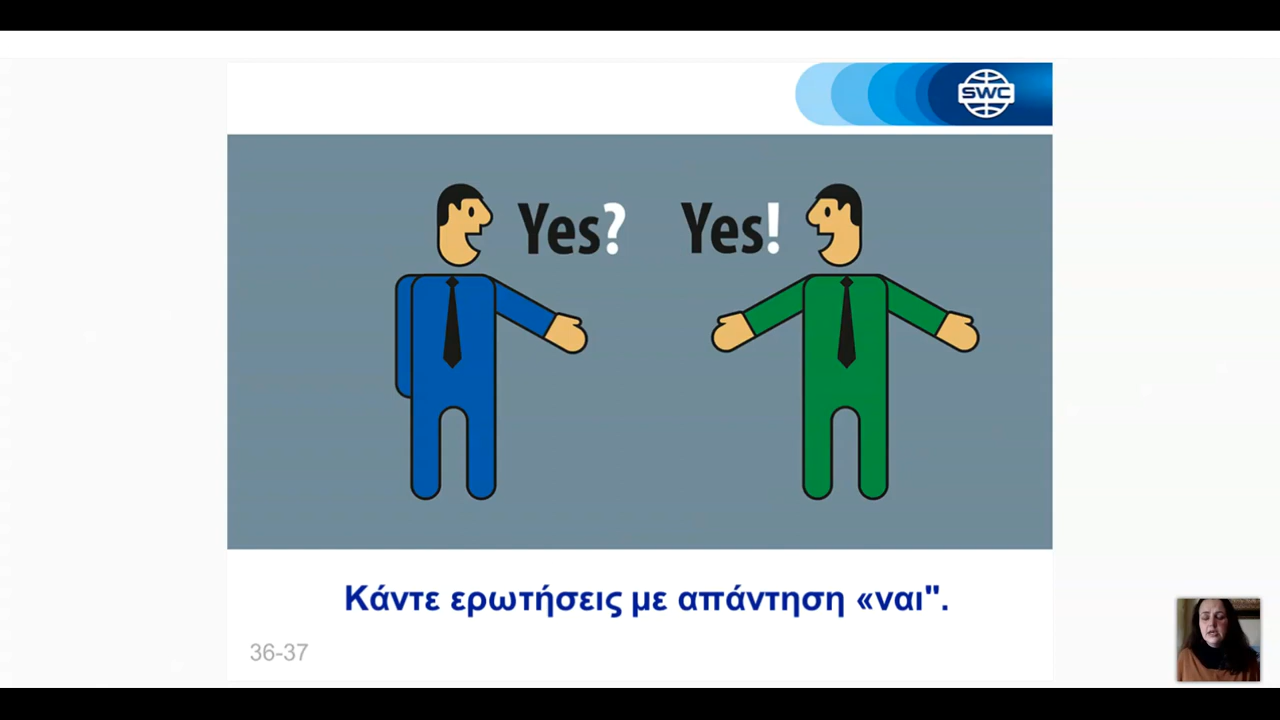 SWC
Yes? Yes!
Κάντε ερωτήσεις με απάντηση «ναι".
36-37